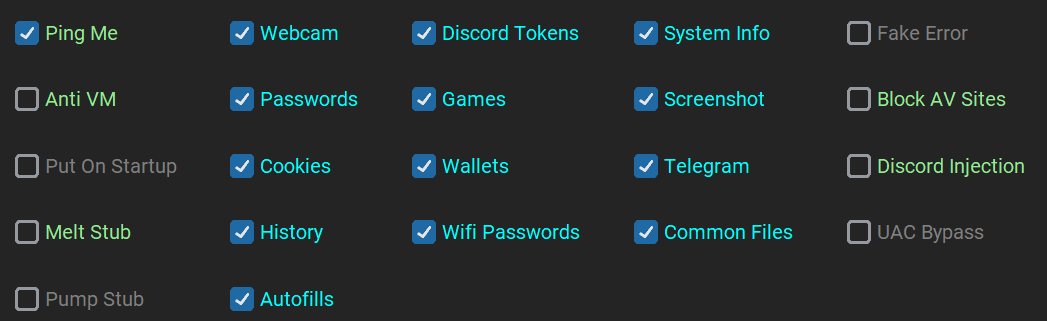 Ping Me Webcam Discord Tokens System Info Fake Error
Anti VM Passwords Games Screenshot Block AV Sites
Put On Startup Cookies Wallets Telegram Discord Injection
Melt Stub History Wifi Passwords Common Files UAC Bypass
Pump Stub Autofills